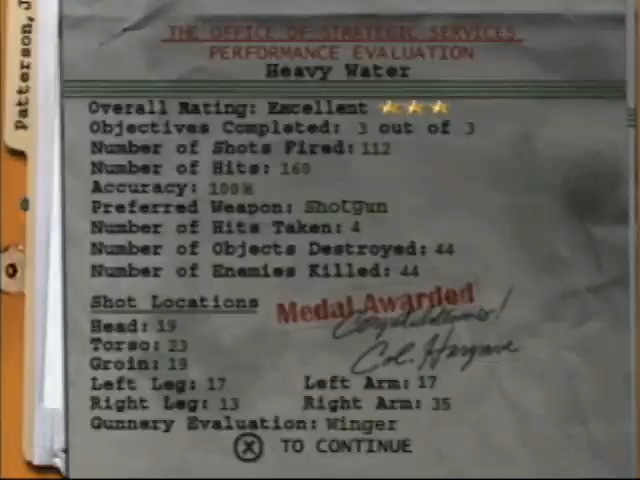 Patterson, J
THE OFFICE OF STRATEGIC SERVICES
PERFORMANCE EVALUATION
Heavy Water
Overall Rating: Excellent
Objectives Completed: 3 out of 3
Number of Shots Fired: 112
Number of Hits: 160
Accuracy: 100%
Preferred Weapon: Shotgun
Number of Hits Taken: 4
Number of Objects Destroyed: 44
Number of Enemies Killed: 44
Shot Locations
Medal Awarded
Congratulations!
Col. Hargrove
Head: 19
Torso: 23
Groin: 19
Left Leg: 17 Left Arm: 17
Right Leg: 13 Right Arm: 35
Gunnery Evaluation: Winger
X TO CONTINUE